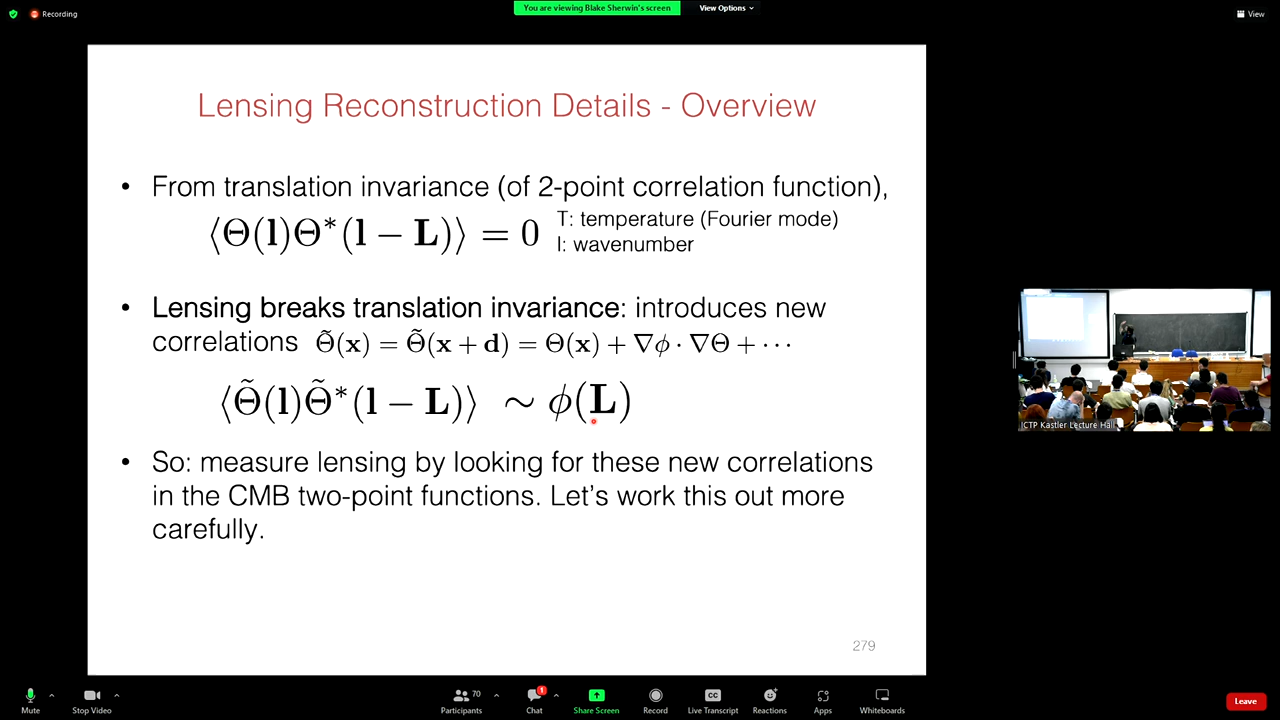 Recording
You are viewing Blake Sherwin's screen
View Options
View
Lensing Reconstruction Details - Overview
• From translation invariance (of 2-point correlation function),
⟨Θ(l)Θ*(l − L)⟩ = 0
T: temperature (Fourier mode)
l: wavenumber
• Lensing breaks translation invariance: introduces new
correlations Θ̃(x) = Θ̃(x + d) = Θ(x) + ∇ϕ · ∇Θ + ···
⟨Θ̃(l)Θ̃*(l − L)⟩ ~ ϕ(L)
• So: measure lensing by looking for these new correlations
in the CMB two-point functions. Let's work this out more
carefully.
279
ICTP Kastler Lecture Hall
Mute
Stop Video
70
Participants
1
Chat
Share Screen
Record
CC
Live Transcript
Reactions
Apps
Whiteboards
Leave